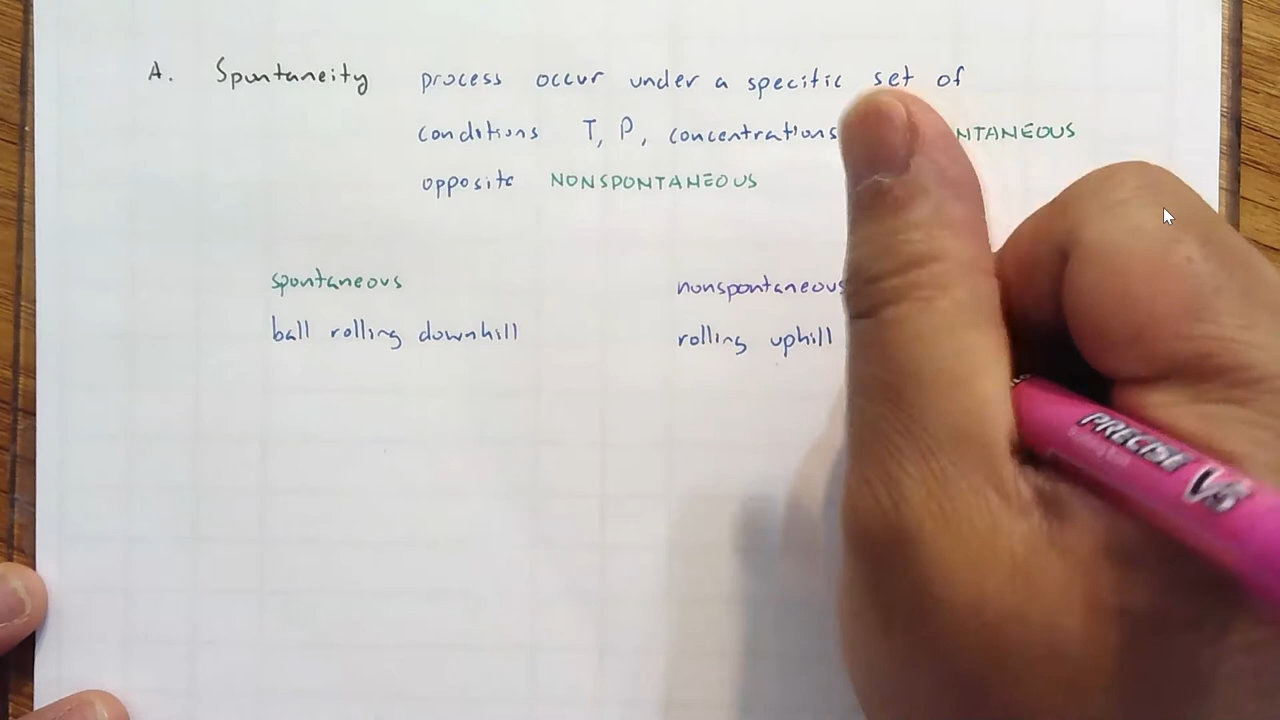 A. Spontaneity process occur under a specific set of
conditions T, P, concentrations NTANEOUS
opposite NONSPONTANEOUS
spontaneous nonspontaneous
ball rolling downhill rolling uphill
PRECISE V5